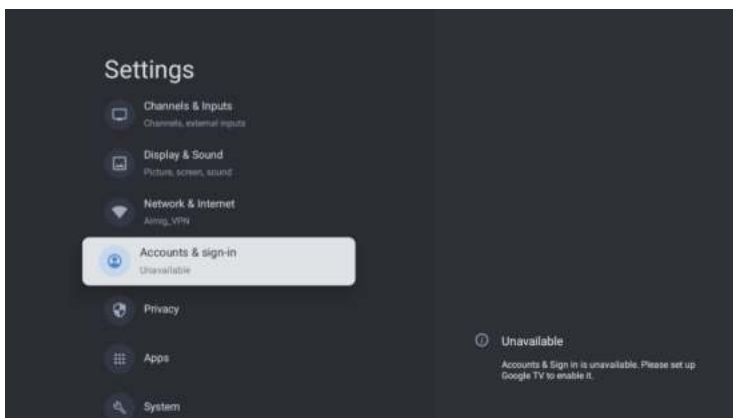 Settings
Channels & Inputs
Channels, external inputs
Display & Sound
Picture, screen, sound
Network & Internet
Aimig_VPN
Accounts & sign-in
Unavailable
Privacy
Apps
System
Unavailable
Accounts & Sign in is unavailable. Please set up
Google TV to enable it.